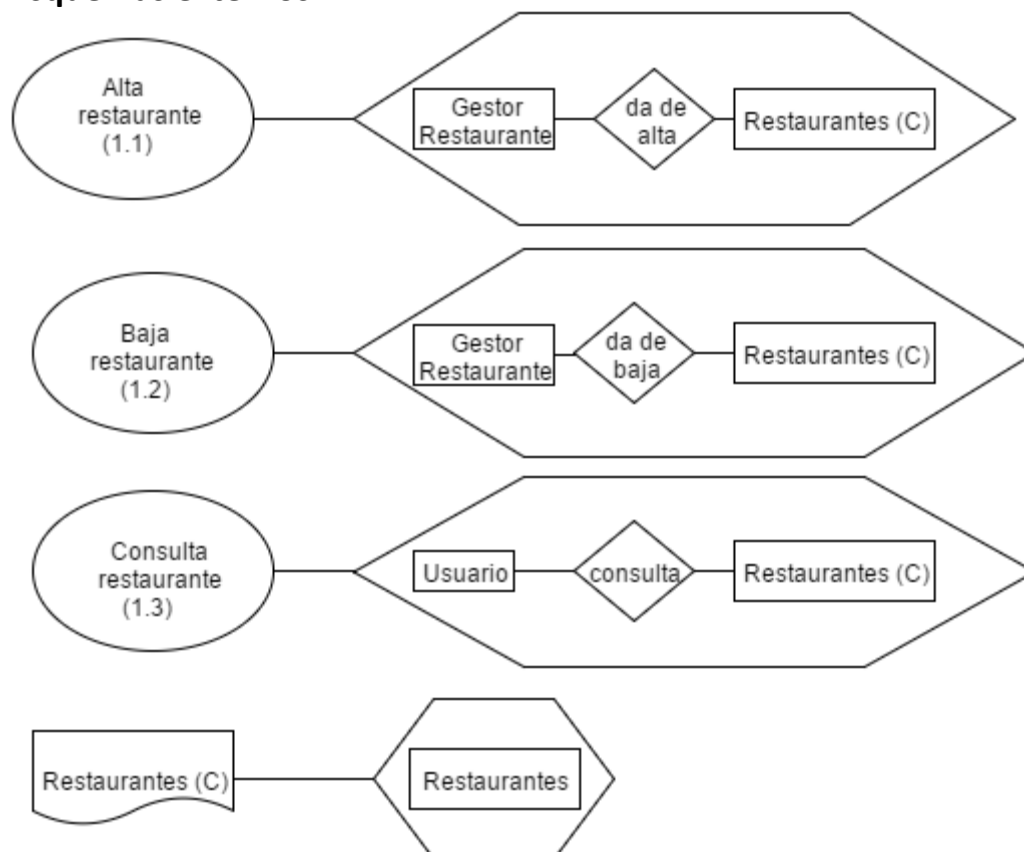 Alta
restaurante
(1.1)
Gestor
Restaurante
da de
alta
Restaurantes (C)
Baja
restaurante
(1.2)
Gestor
Restaurante
da de
baja
Restaurantes (C)
Consulta
restaurante
(1.3)
Usuario
consulta
Restaurantes (C)
Restaurantes (C)
Restaurantes